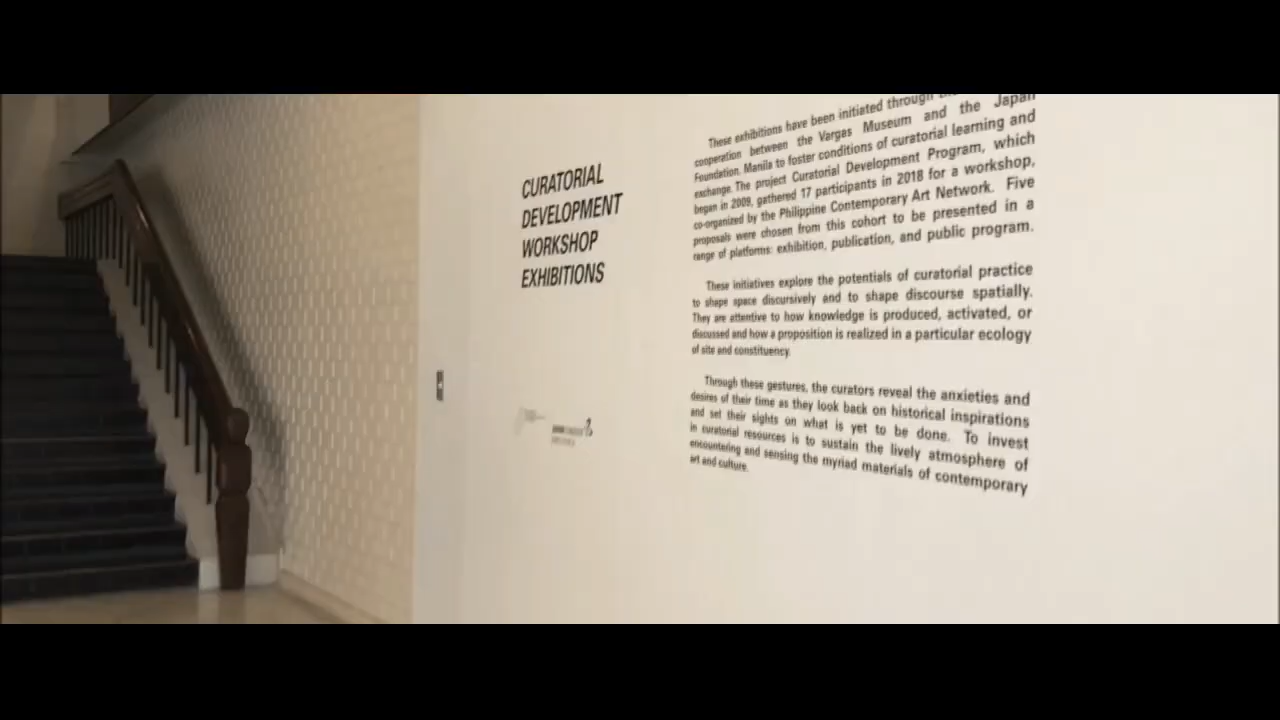 CURATORIAL
DEVELOPMENT
WORKSHOP
EXHIBITIONS
These exhibitions have been initiated through the
cooperation between the Vargas Museum and the Japan
Foundation, Manila to foster conditions of curatorial learning and
exchange. The project Curatorial Development Program, which
began in 2009, gathered 17 participants in 2018 for a workshop,
co-organized by the Philippine Contemporary Art Network. Five
proposals were chosen from this cohort to be presented in a
range of platforms: exhibition, publication, and public program.
These initiatives explore the potentials of curatorial practice
to shape space discursively and to shape discourse spatially.
They are attentive to how knowledge is produced, activated, or
discussed and how a proposition is realized in a particular ecology
of site and constituency.
Through these gestures, the curators reveal the anxieties and
desires of their time as they look back on historical inspirations
and set their sights on what is yet to be done. To invest
in curatorial resources is to sustain the lively atmosphere of
encountering and sensing the myriad materials of contemporary
art and culture.